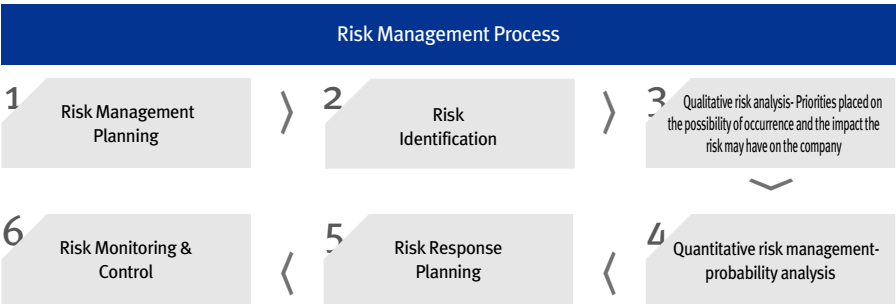 Risk Management Process
1
Risk Management
Planning
2
Risk
Identification
3
Qualitative risk analysis- Priorities placed on
the possibility of occurrence and the impact the
risk may have on the company
4
Quantitative risk management-
probability analysis
5
Risk Response
Planning
6
Risk Monitoring &
Control